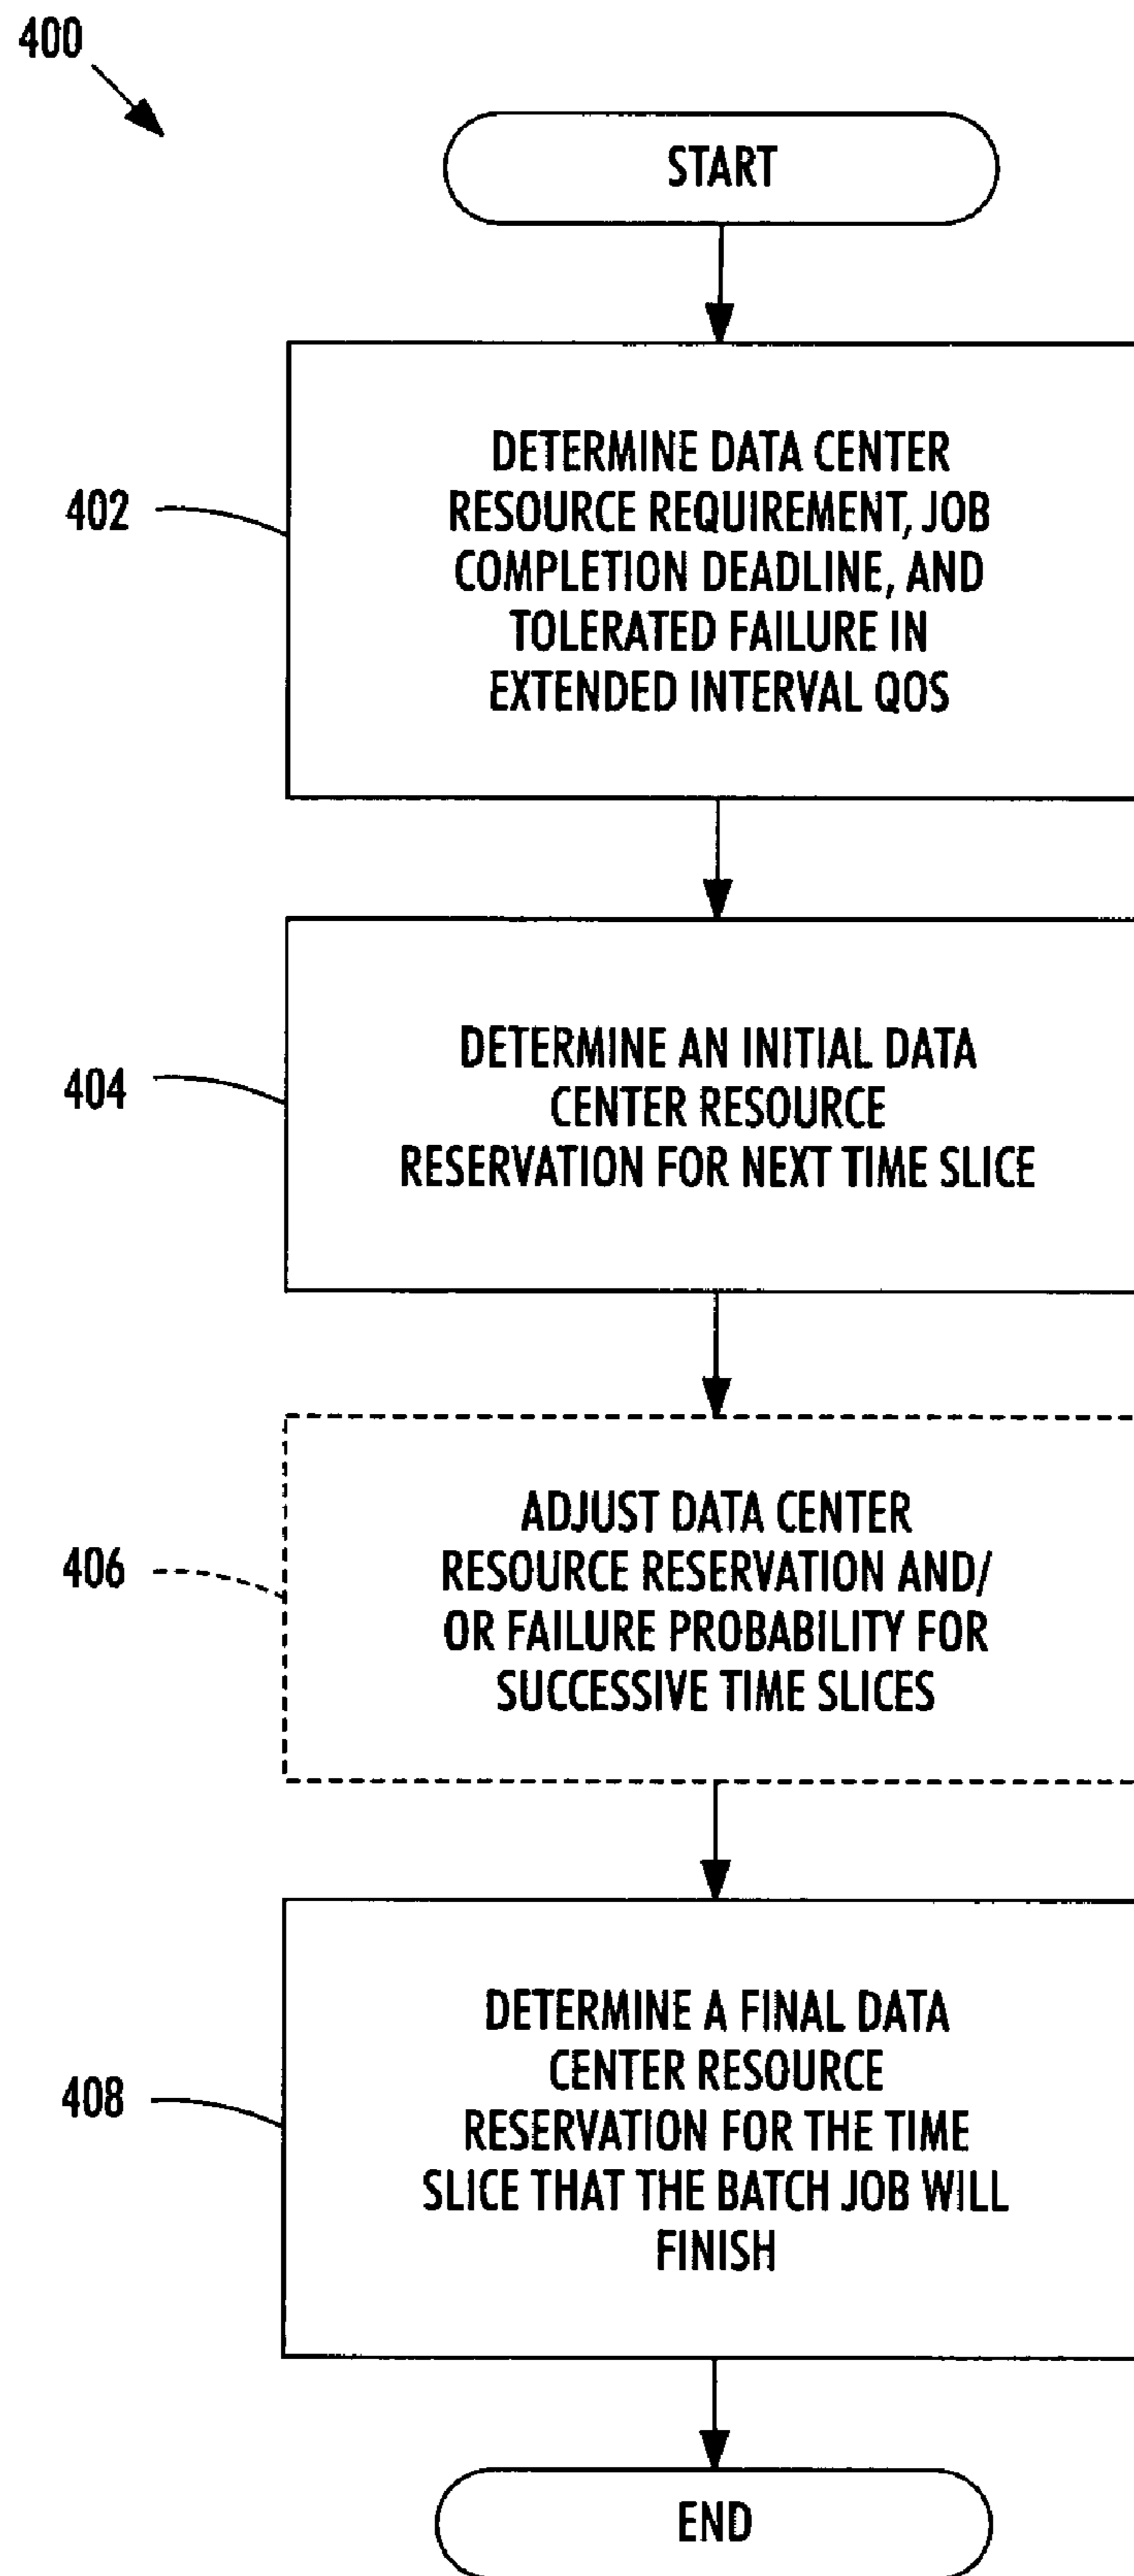 400
START
402
DETERMINE DATA CENTER
RESOURCE REQUIREMENT, JOB
COMPLETION DEADLINE, AND
TOLERATED FAILURE IN
EXTENDED INTERVAL QOS
404
DETERMINE AN INITIAL DATA
CENTER RESOURCE
RESERVATION FOR NEXT TIME SLICE
406
ADJUST DATA CENTER
RESOURCE RESERVATION AND/
OR FAILURE PROBABILITY FOR
SUCCESSIVE TIME SLICES
408
DETERMINE A FINAL DATA
CENTER RESOURCE
RESERVATION FOR THE TIME
SLICE THAT THE BATCH JOB WILL
FINISH
END